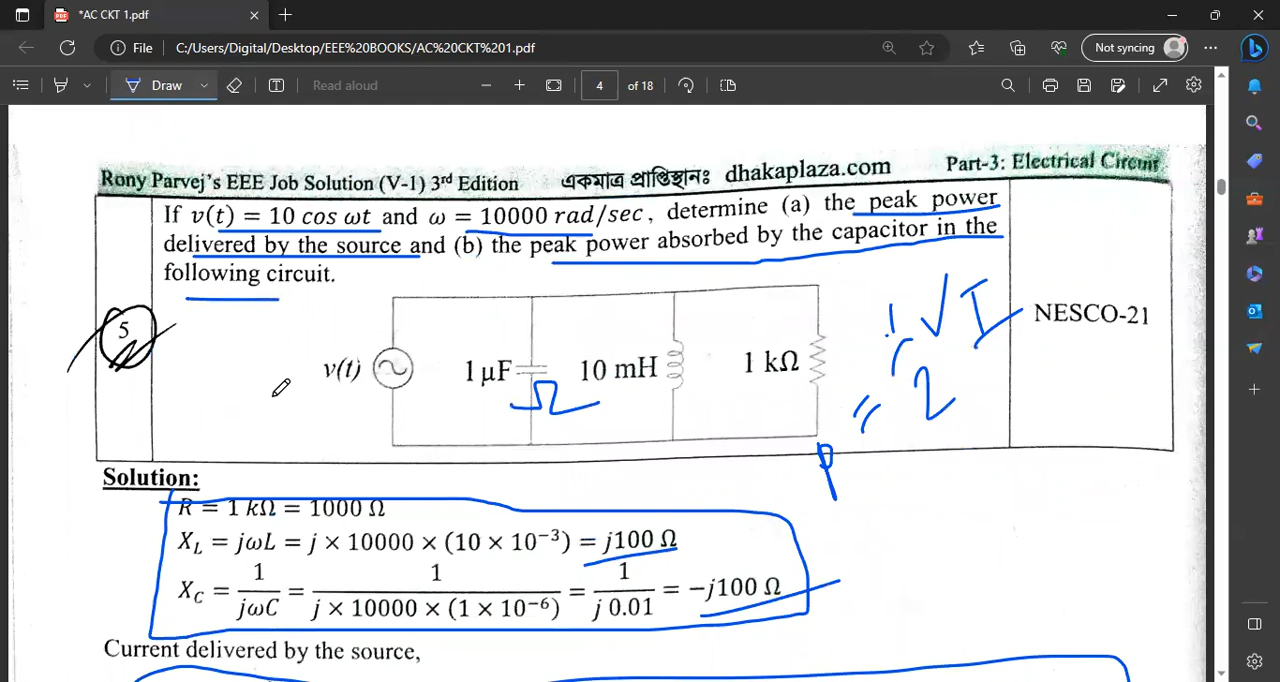 *AC CKT 1.pdf
File
C:/Users/Digital/Desktop/EEE%20BOOKS/AC%20CKT%201.pdf
Not syncing
Draw
Read aloud
4
of 18
Rony Parvej's EEE Job Solution (V-1) 3rd Edition একমাত্র প্রাপ্তিস্থানঃ dhakaplaza.com Part-3: Electrical Circuit
If v(t) = 10 cos ωt and ω = 10000 rad/sec, determine (a) the peak power
delivered by the source and (b) the peak power absorbed by the capacitor in the
following circuit.
5
NESCO-21
v(t)
1 μF
10 mH
1 kΩ
Ω
VI
2
=
P
Solution:
R = 1 kΩ = 1000 Ω
X_L = jωL = j × 10000 × (10 × 10⁻³) = j100 Ω
X_C = 1/(jωC) = 1/(j × 10000 × (1 × 10⁻⁶)) = 1/(j 0.01) = −j100 Ω
Current delivered by the source,